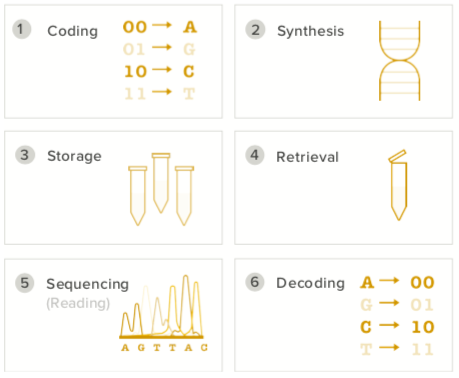 1 Coding
00 → A
01 → G
10 → C
11 → T
2 Synthesis
3 Storage
4 Retrieval
5 Sequencing
(Reading)
A G T T A C
6 Decoding
A → 00
G → 01
C → 10
T → 11